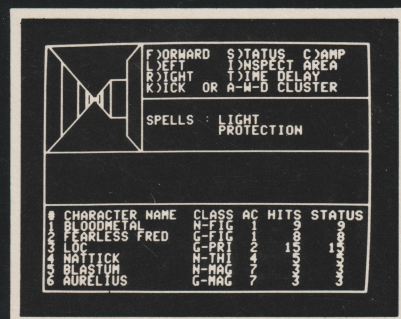 F)ORWARD S)TATUS C)AMP
L)EFT I)NSPECT AREA
R)IGHT T)IME DELAY
K)ICK OR A-W-D CLUSTER
SPELLS : LIGHT
PROTECTION
# CHARACTER NAME CLASS AC HITS STATUS
1 BLOODMETAL N-FIG 1 9 9
2 FEARLESS FRED G-FIG 1 8 8
3 LOC G-PRI 2 15 15
4 NATTICK N-THI 4 5 5
5 BLASTUM N-MAG 7 3 3
6 AURELIUS G-MAG 7 3 3